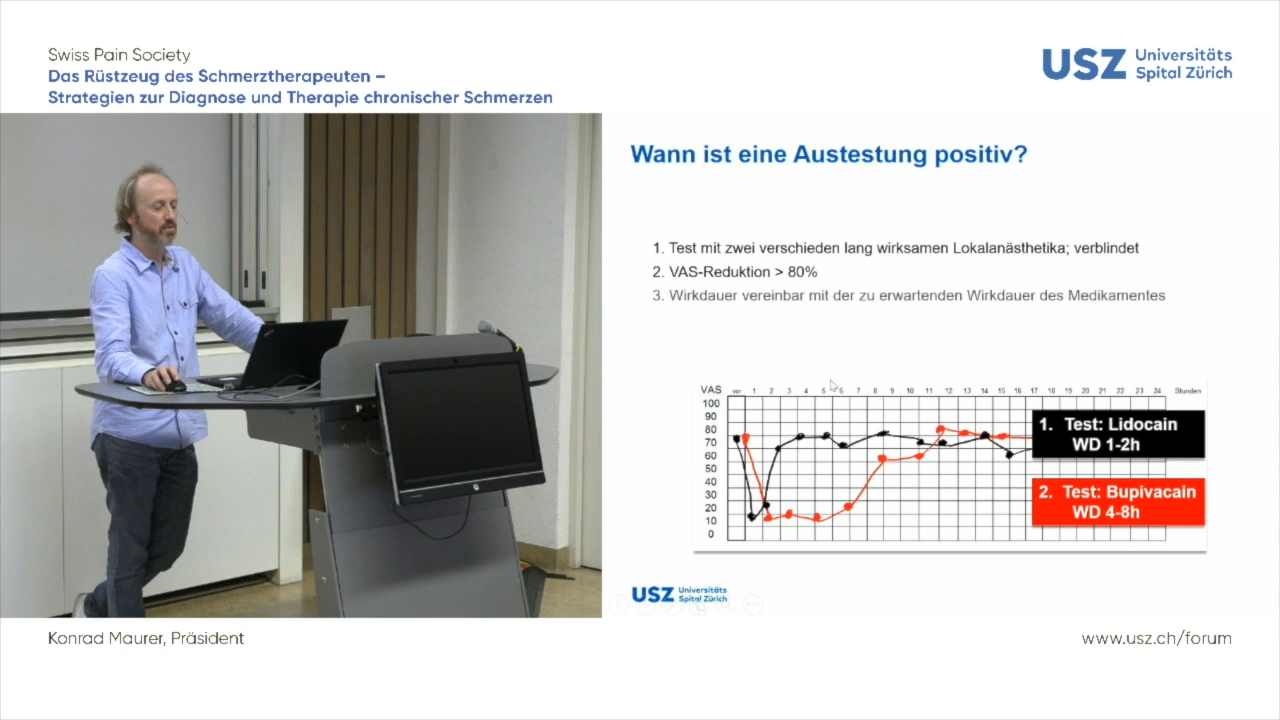 Swiss Pain Society
Das Rüstzeug des Schmerztherapeuten –
Strategien zur Diagnose und Therapie chronischer Schmerzen
USZ Universitäts
Spital Zürich
Wann ist eine Austestung positiv?
1. Test mit zwei verschieden lang wirksamen Lokalanästhetika; verblindet
2. VAS-Reduktion > 80%
3. Wirkdauer vereinbar mit der zu erwartenden Wirkdauer des Medikamentes
VAS vor 1 2 3 4 5 6 7 8 9 10 11 12 13 14 15 16 17 18 19 20 21 22 23 24 Stunden
100
90
80
70
60
50
40
30
20
10
0
1. Test: Lidocain
WD 1-2h
2. Test: Bupivacain
WD 4-8h
USZ Universitäts
Spital Zürich
Konrad Maurer, Präsident
www.usz.ch/forum